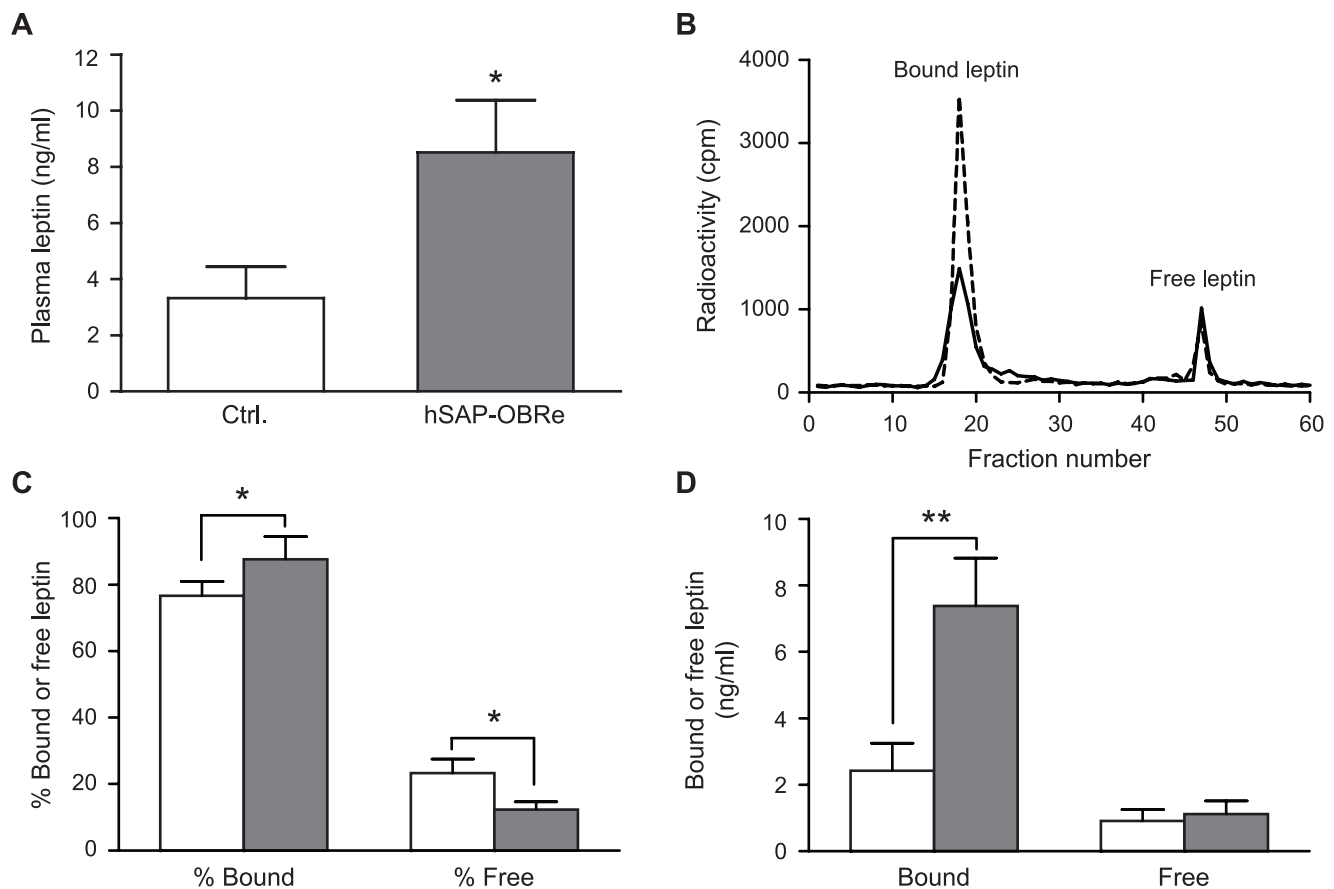 A
Plasma leptin (ng/ml)
12
10
8
6
4
2
0
*
Ctrl.
hSAP-OBRe
B
Radioactivity (cpm)
4000
3000
2000
1000
0
Bound leptin
Free leptin
0 10 20 30 40 50 60
Fraction number
C
% Bound or free leptin
100
80
60
40
20
0
*
*
% Bound
% Free
D
Bound or free leptin
(ng/ml)
10
8
6
4
2
0
**
Bound
Free